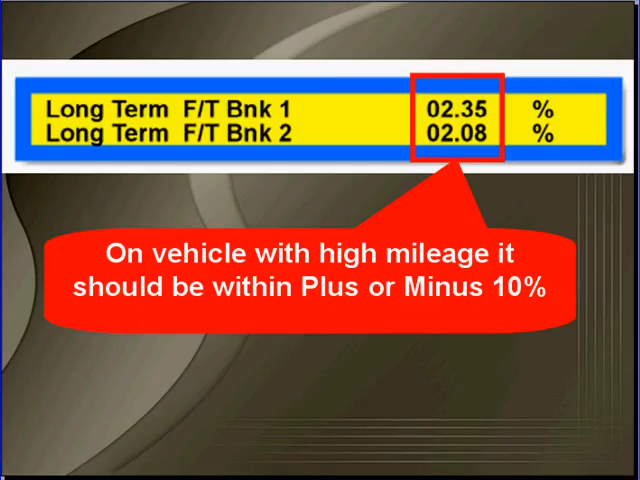 Long Term F/T Bnk 1 02.35 %
Long Term F/T Bnk 2 02.08 %
On vehicle with high mileage it
should be within Plus or Minus 10%